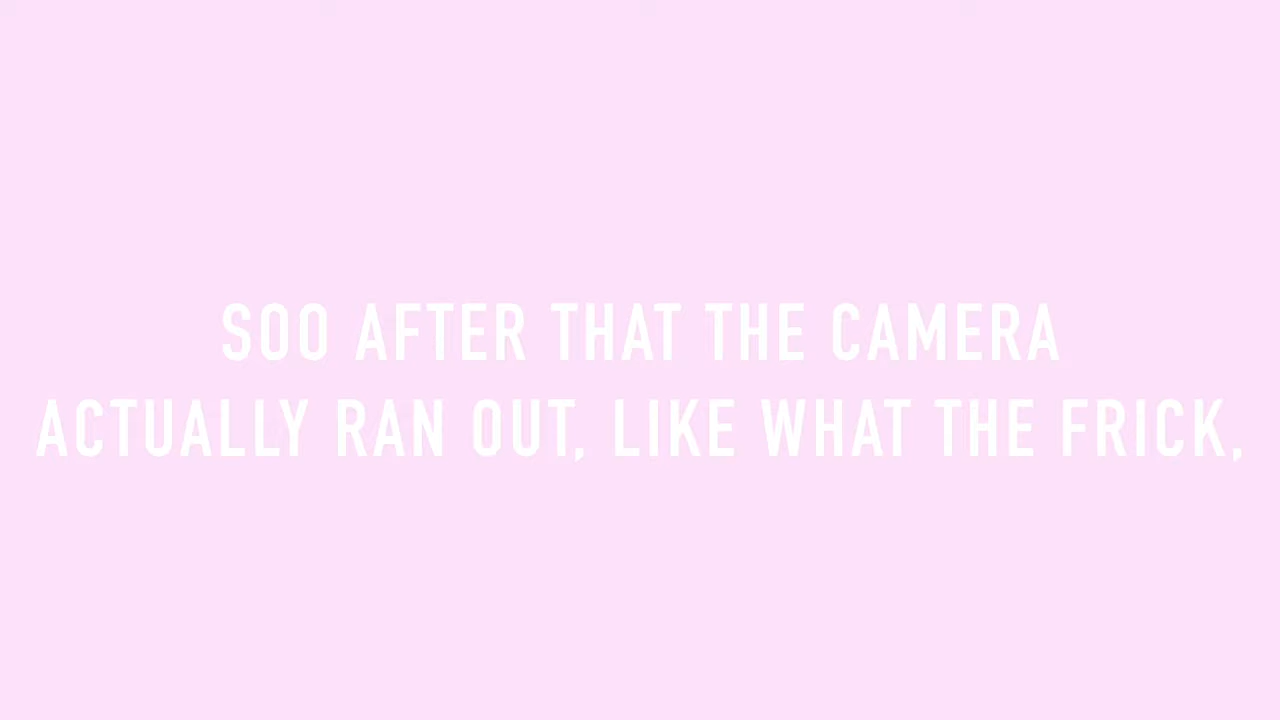 SOO AFTER THAT THE CAMERA
ACTUALLY RAN OUT, LIKE WHAT THE FRICK,